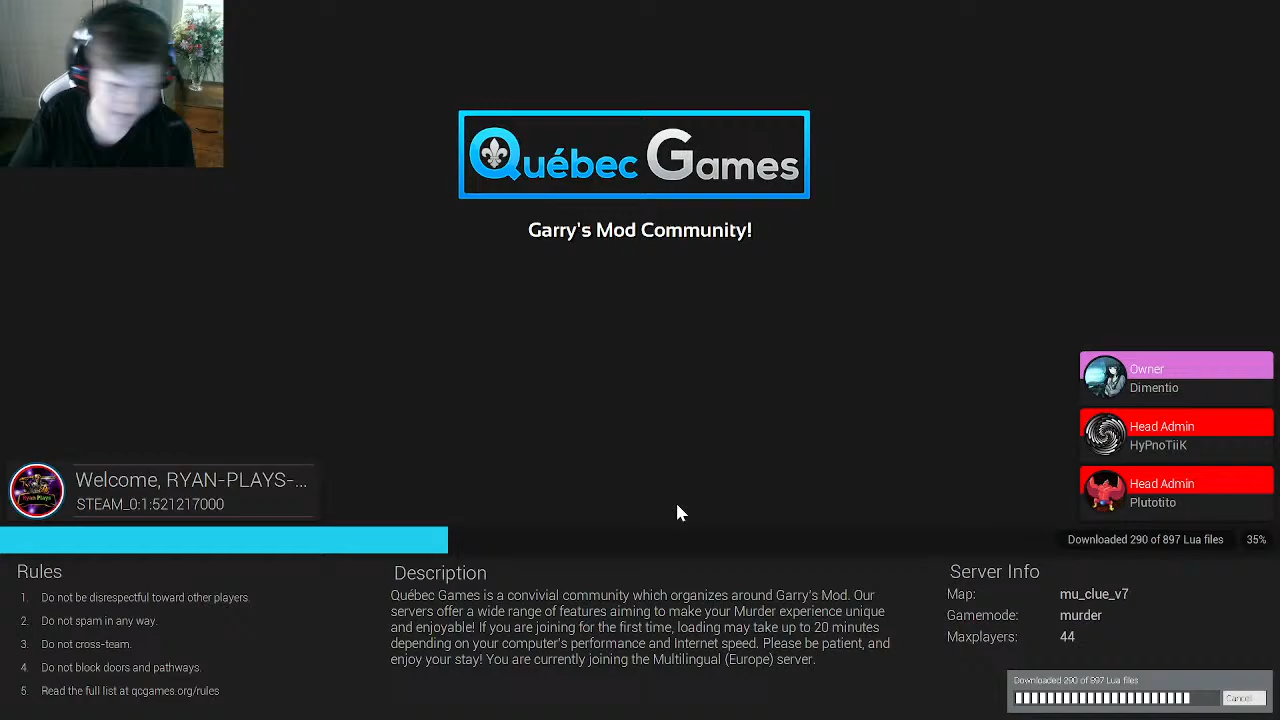 Québec Games
Garry's Mod Community!
Owner
Dimentio
Head Admin
HyPnoTiiK
Head Admin
Plutotito
Welcome, RYAN-PLAYS-...
STEAM_0:1:521217000
Downloaded 290 of 897 Lua files 35%
Rules
1. Do not be disrespectful toward other players.
2. Do not spam in any way.
3. Do not cross-team.
4. Do not block doors and pathways.
5. Read the full list at qcgames.org/rules
Description
Québec Games is a convivial community which organizes around Garry's Mod. Our
servers offer a wide range of features aiming to make your Murder experience unique
and enjoyable! If you are joining for the first time, loading may take up to 20 minutes
depending on your computer's performance and Internet speed. Please be patient, and
enjoy your stay! You are currently joining the Multilingual (Europe) server.
Server Info
Map: mu_clue_v7
Gamemode: murder
Maxplayers: 44
Downloaded 290 of 897 Lua files
Cancel